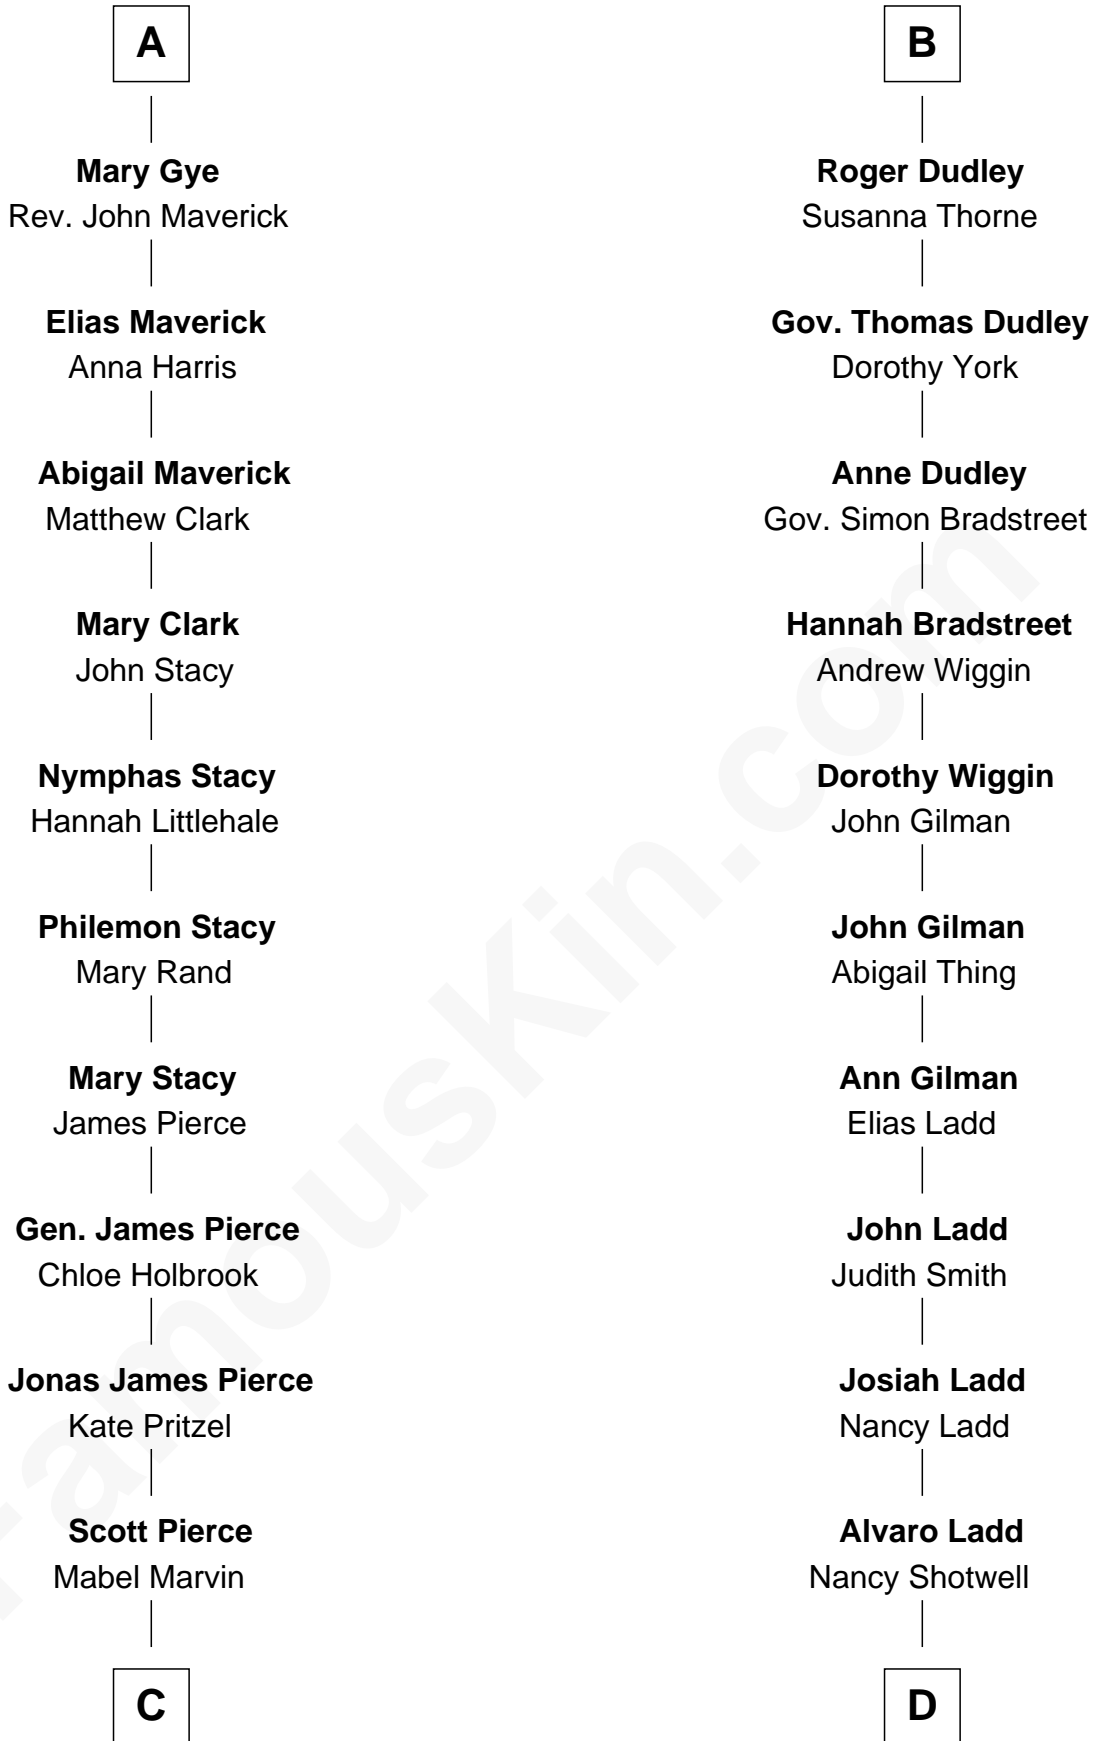 A
Mary Gye
Rev. John Maverick
Elias Maverick
Anna Harris
Abigail Maverick
Matthew Clark
Mary Clark
John Stacy
Nymphas Stacy
Hannah Littlehale
Philemon Stacy
Mary Rand
Mary Stacy
James Pierce
Gen. James Pierce
Chloe Holbrook
Jonas James Pierce
Kate Pritzel
Scott Pierce
Mabel Marvin
C
B
Roger Dudley
Susanna Thorne
Gov. Thomas Dudley
Dorothy York
Anne Dudley
Gov. Simon Bradstreet
Hannah Bradstreet
Andrew Wiggin
Dorothy Wiggin
John Gilman
John Gilman
Abigail Thing
Ann Gilman
Elias Ladd
John Ladd
Judith Smith
Josiah Ladd
Nancy Ladd
Alvaro Ladd
Nancy Shotwell
D
FamousKin.com